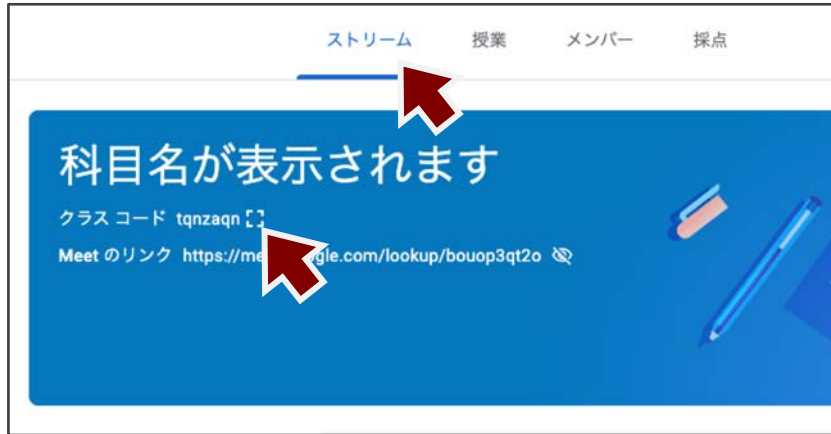 ストリーム 授業 メンバー 採点
科目名が表示されます
クラス コード tqnzaqn
Meet のリンク https://me gle.com/lookup/bouop3qt2o